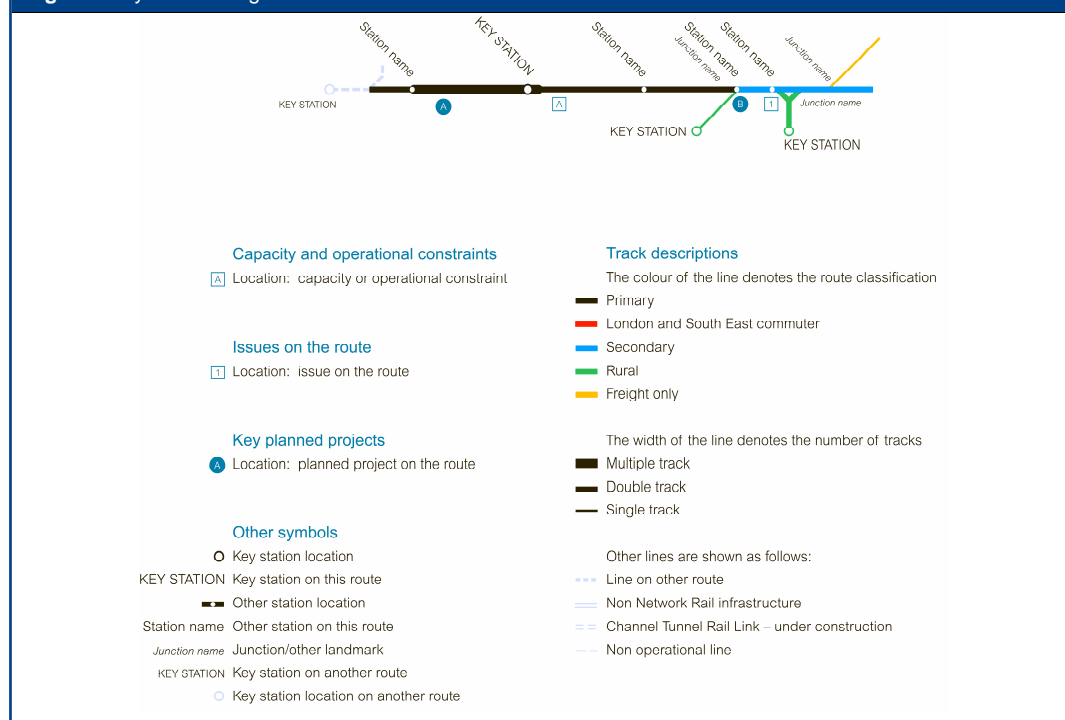 Station name
KEY STATION
Station name
Station name
Junction name
Station name
Junction name
KEY STATION
A
A
B
1
Junction name
KEY STATION
KEY STATION
Capacity and operational constraints
A Location: capacity or operational constraint
Issues on the route
1 Location: issue on the route
Key planned projects
A Location: planned project on the route
Other symbols
Key station location
KEY STATION Key station on this route
Other station location
Station name Other station on this route
Junction name Junction/other landmark
KEY STATION Key station on another route
Key station location on another route
Track descriptions
The colour of the line denotes the route classification
Primary
London and South East commuter
Secondary
Rural
Freight only
The width of the line denotes the number of tracks
Multiple track
Double track
Single track
Other lines are shown as follows:
Line on other route
Non Network Rail infrastructure
Channel Tunnel Rail Link – under construction
Non operational line